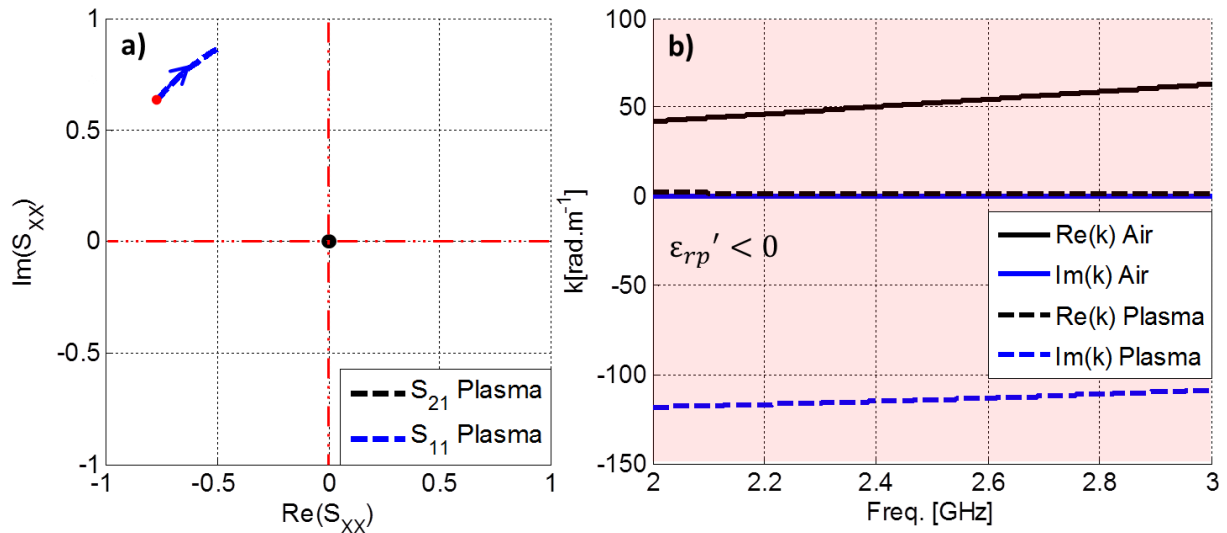 a)
1
0.5
0
-0.5
-1
Im(S_XX)
-1
-0.5
0
0.5
1
Re(S_XX)
S_21 Plasma
S_11 Plasma
b)
100
50
0
-50
-100
-150
k[rad.m⁻¹]
ε_rp′ < 0
Re(k) Air
Im(k) Air
Re(k) Plasma
Im(k) Plasma
2
2.2
2.4
2.6
2.8
3
Freq. [GHz]